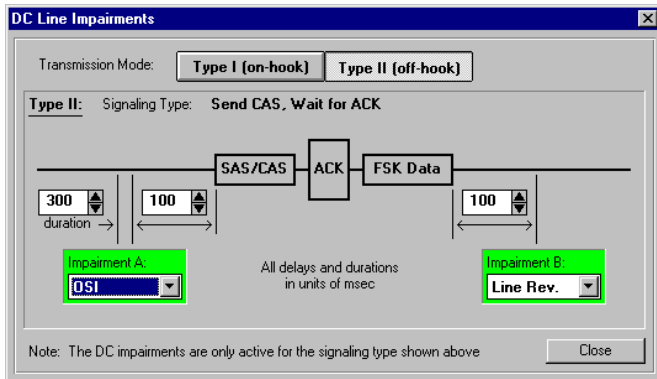 DC Line Impairments
Transmission Mode: Type I (on-hook) Type II (off-hook)
Type II: Signaling Type: Send CAS, Wait for ACK
SAS/CAS ACK FSK Data
300 100 100
duration
Impairment A: Impairment B:
OSI Line Rev.
All delays and durations
in units of msec
Note: The DC impairments are only active for the signaling type shown above Close